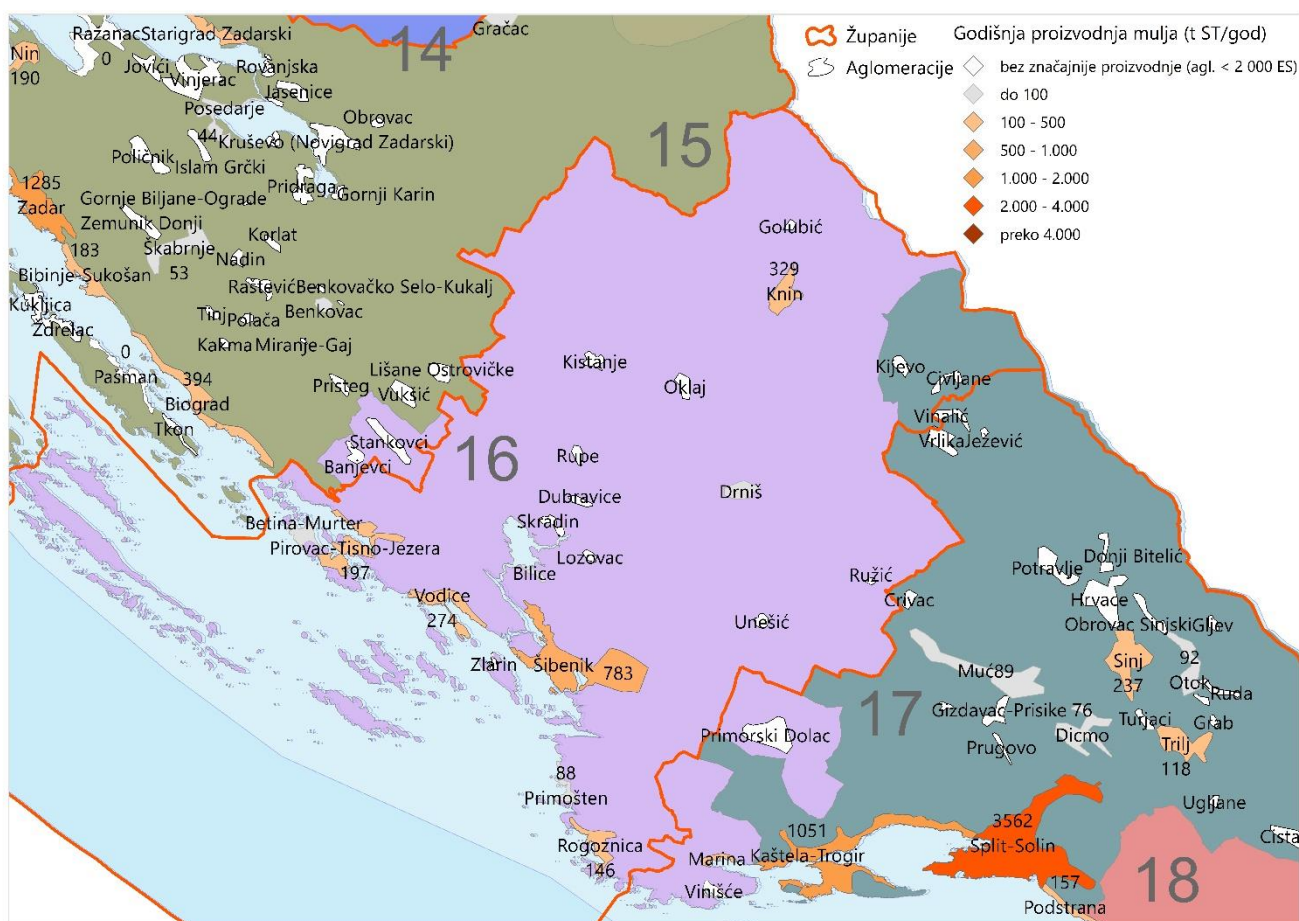 Županije
Aglomeracije
Godišnja proizvodnja mulja (t ST/god)
bez značajnije proizvodnje (agl. < 2 000 ES)
do 100
100 - 500
500 - 1.000
1.000 - 2.000
2.000 - 4.000
preko 4.000
Ražanac
Starigrad Zadarski
14
Gračac
Nin
190
0
Jovići
Vinjerac
Rovanjska
Jasenice
Posedarje
44
Obrovac
Kruševo (Novigrad Zadarski)
15
Poličnik
Islam Grčki
Pridraga
Gornji Karin
1285
Zadar
Gornje Biljane-Ograde
Zemunik Donji
Škabrnje
53
Korlat
Nadin
183
Bibinje-Sukošan
Raštević
Benkovačko Selo-Kukalj
Benkovac
Kukljica
Ždrelac
Tinj
Polača
Kakma
Miranje-Gaj
0
Pašman
394
Biograd
Tkon
Lišane Ostrovičke
Pristeg
Vukšić
Stankovci
Banjevci
16
Golubić
329
Knin
Kistanje
Oklaj
Kijevo
Civljane
Vinalić
Vrlika
Ježević
Rupe
Dubravice
Skradin
Drniš
Lozovac
Bilice
Betina-Murter
Pirovac-Tisno-Jezera
197
Vodice
274
Ružić
Crivac
Unešić
Zlarin
Šibenik
783
Potravlje
Donji Bitelić
Hrvace
Obrovac Sinjski
Gljev
Sinj
237
92
Otok
Ruda
Muć
89
17
Gizdavac-Prisike
76
Dicmo
Prugovo
Turjaci
Grab
Trilj
118
Primorski Dolac
88
Primošten
Ugljane
Cista
1051
Kaštela-Trogir
3562
Split-Solin
Rogoznica
146
Marina
Vinišće
157
Podstrana
18